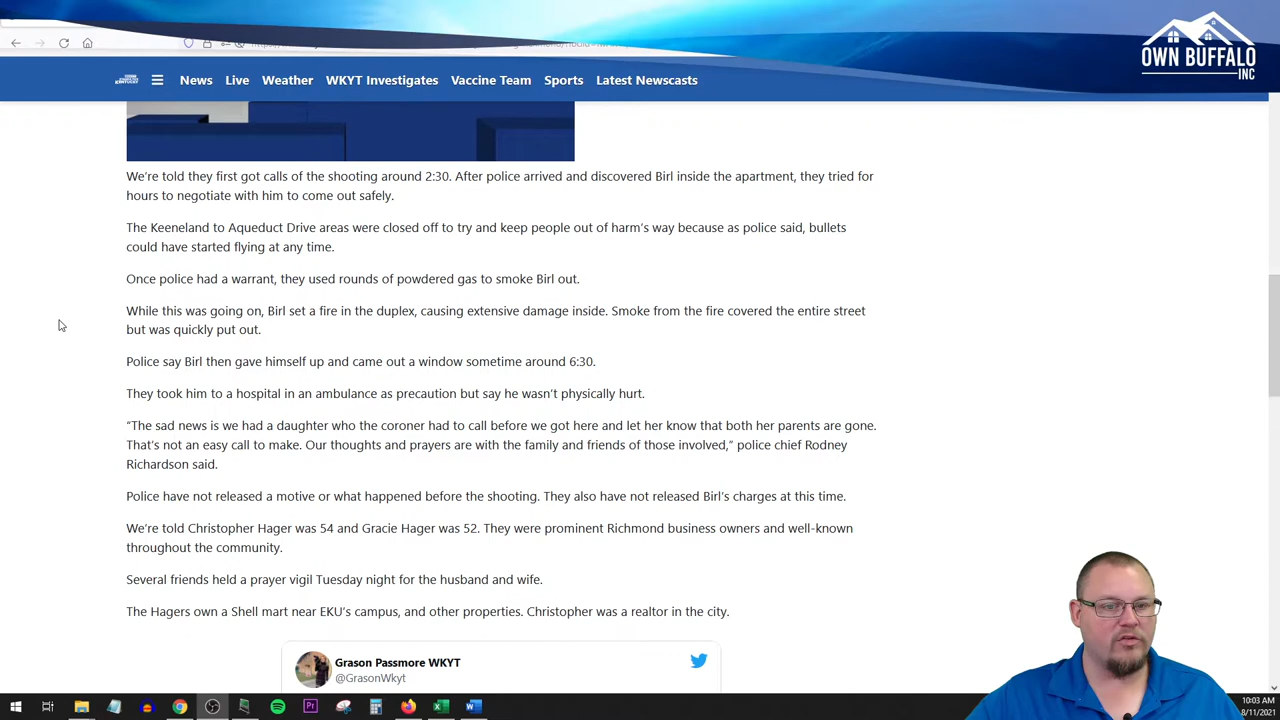 OWN BUFFALO
INC
News Live Weather WKYT Investigates Vaccine Team Sports Latest Newscasts
We're told they first got calls of the shooting around 2:30. After police arrived and discovered Birl inside the apartment, they tried for
hours to negotiate with him to come out safely.
The Keeneland to Aqueduct Drive areas were closed off to try and keep people out of harm's way because as police said, bullets
could have started flying at any time.
Once police had a warrant, they used rounds of powdered gas to smoke Birl out.
While this was going on, Birl set a fire in the duplex, causing extensive damage inside. Smoke from the fire covered the entire street
but was quickly put out.
Police say Birl then gave himself up and came out a window sometime around 6:30.
They took him to a hospital in an ambulance as precaution but say he wasn't physically hurt.
“The sad news is we had a daughter who the coroner had to call before we got here and let her know that both her parents are gone.
That's not an easy call to make. Our thoughts and prayers are with the family and friends of those involved,” police chief Rodney
Richardson said.
Police have not released a motive or what happened before the shooting. They also have not released Birl's charges at this time.
We're told Christopher Hager was 54 and Gracie Hager was 52. They were prominent Richmond business owners and well-known
throughout the community.
Several friends held a prayer vigil Tuesday night for the husband and wife.
The Hagers own a Shell mart near EKU's campus, and other properties. Christopher was a realtor in the city.
Grason Passmore WKYT
@GrasonWkyt
10:03 AM
8/11/2021